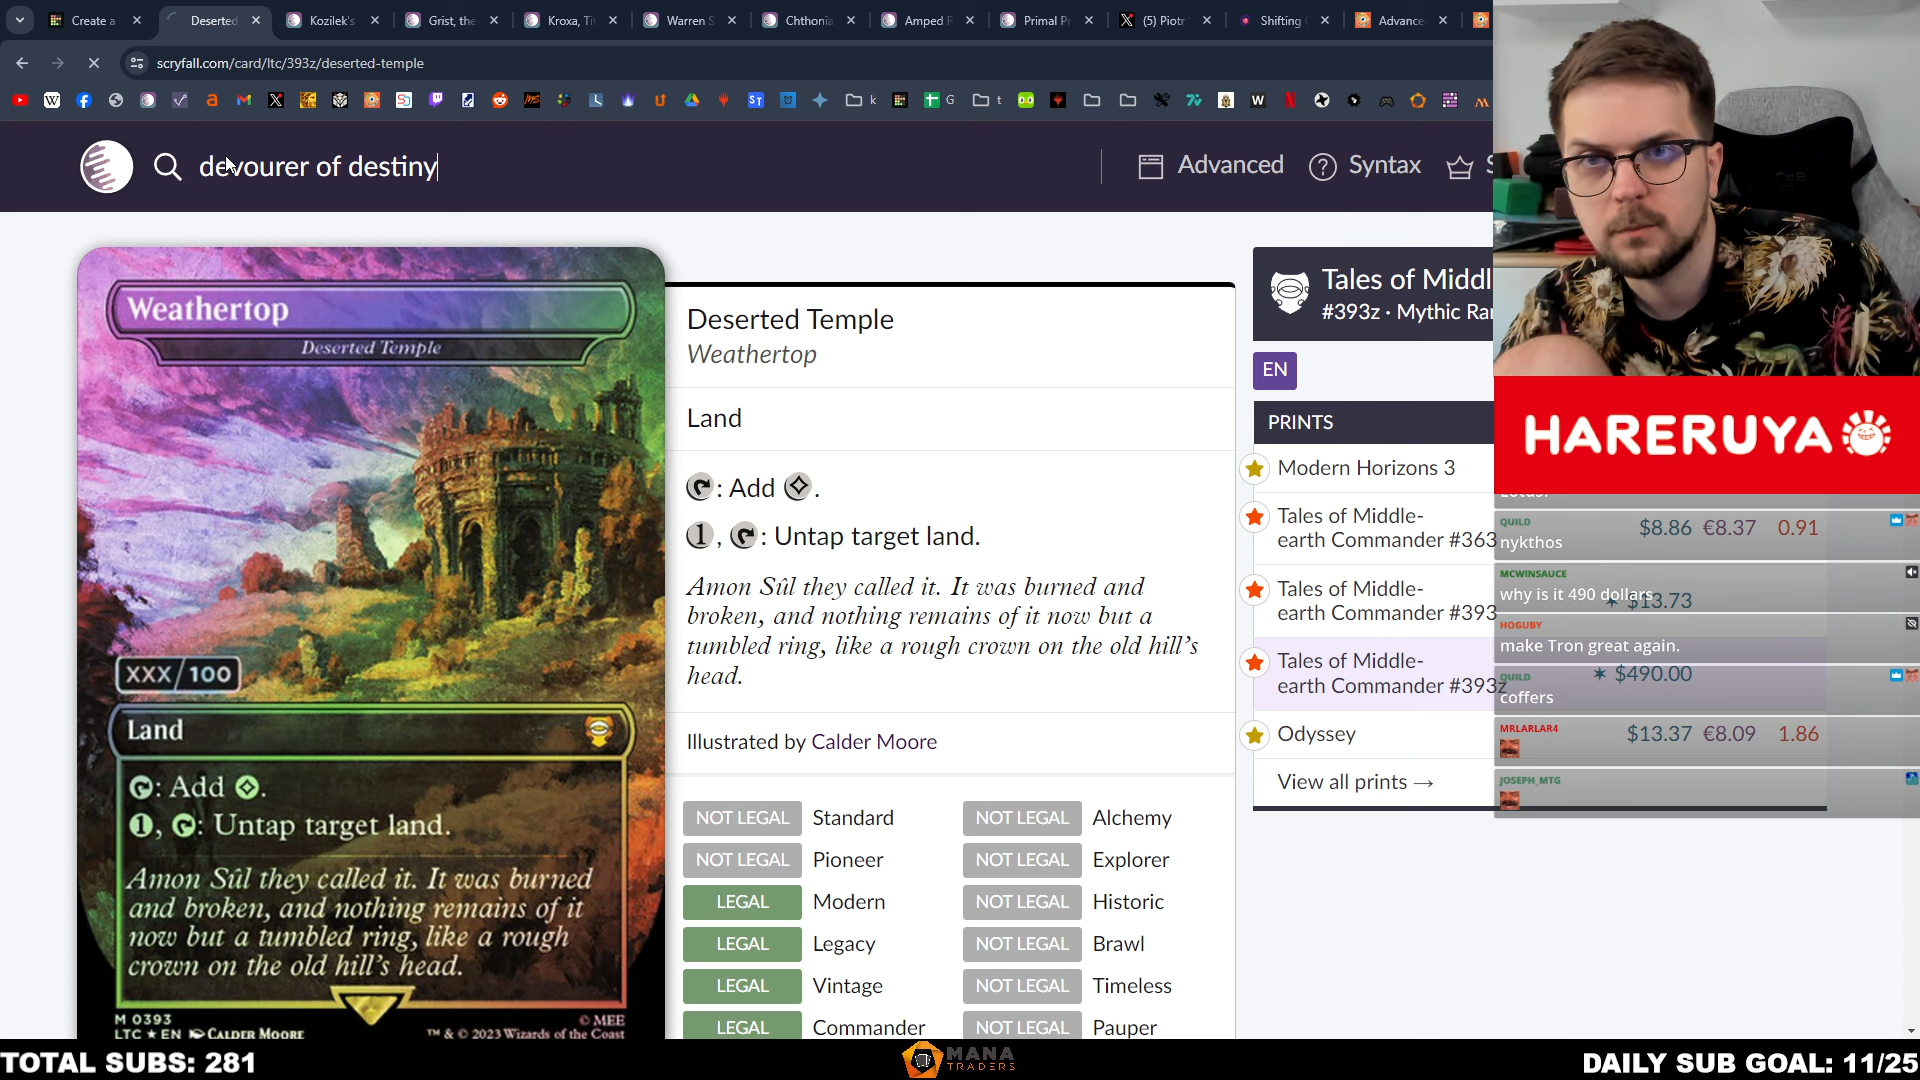 Create a
Deserted
Kozilek's
Grist, the
Kroxa, Tit
Warren S
Chthonia
Amped R
Primal Pr
(5) Piotr
Shifting
Advance
scryfall.com/card/ltc/393z/deserted-temple
k
G
t
devourer of destiny
Advanced
Syntax
S
Weathertop
Deserted Temple
XXX/100
Land
: Add .
1, : Untap target land.
Amon Sûl they called it. It was burned
and broken, and nothing remains of it
now but a tumbled ring, like a rough
crown on the old hill's head.
M 0393
LTC ★ EN CALDER MOORE
© MEE
™ & © 2023 Wizards of the Coast
Deserted Temple
Weathertop
Land
: Add .
1, : Untap target land.
Amon Sûl they called it. It was burned and
broken, and nothing remains of it now but a
tumbled ring, like a rough crown on the old hill's
head.
Illustrated by Calder Moore
NOT LEGAL Standard NOT LEGAL Alchemy
NOT LEGAL Pioneer NOT LEGAL Explorer
LEGAL Modern NOT LEGAL Historic
LEGAL Legacy NOT LEGAL Brawl
LEGAL Vintage NOT LEGAL Timeless
LEGAL Commander NOT LEGAL Pauper
Tales of Middl
#393z · Mythic Ra
EN
PRINTS
Modern Horizons 3
$8.86 €8.37 0.91
Tales of Middle-
earth Commander #363
$13.73
Tales of Middle-
earth Commander #393
Tales of Middle-
earth Commander #393z
$490.00
Odyssey
$13.37 €8.09 1.86
View all prints →
HARERUYA
QUILD
nykthos
MCWINSAUCE
why is it 490 dollars
HOGUBY
make Tron great again.
QUILD
coffers
MRLARLAR4
JOSEPH_MTG
TOTAL SUBS: 281
MANA
TRADERS
DAILY SUB GOAL: 11/25